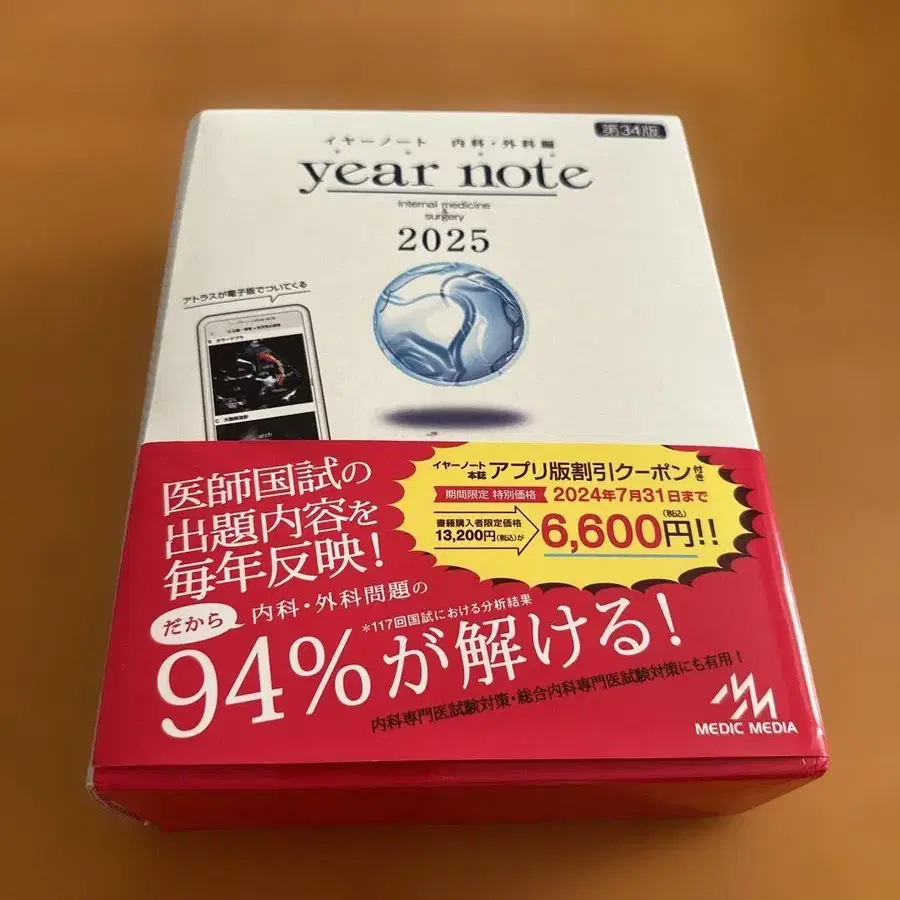 第34版
イヤーノート 内科・外科編
year note
internal medicine
&
surgery
2025
アトラスが電子版でついてくる
医師国試の
出題内容を
毎年反映!
イヤーノート
本誌
アプリ版割引クーポン付き
期間限定 特別価格
2024年7月31日まで
書籍購入者限定価格
13,200円(税込)が
6,600円!!
(税込)
だから
内科・外科問題の
*117回国試における分析結果
94%が解ける!
内科専門医試験対策・総合内科専門医試験対策にも有用!
MEDIC MEDIA